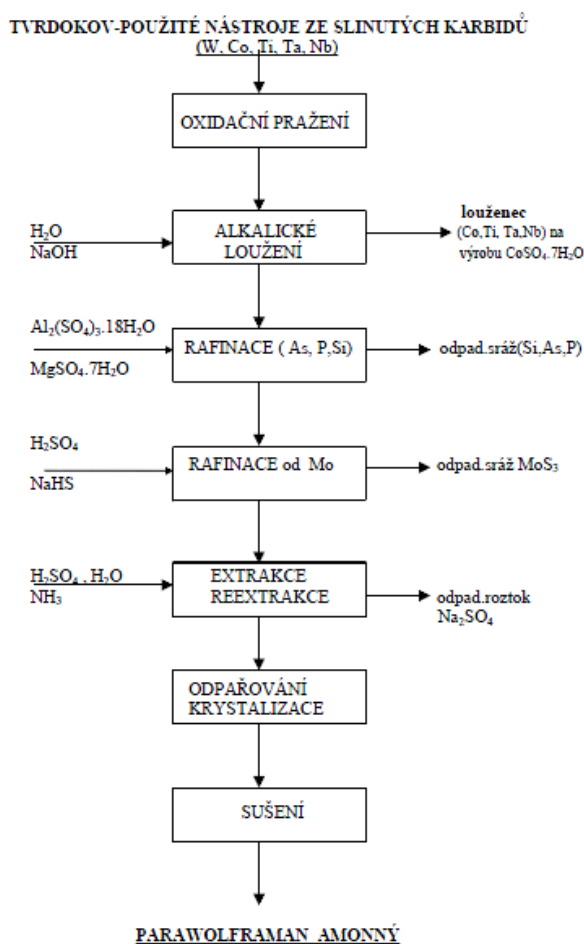 TVRDOKOV-POUŽITÉ NÁSTROJE ZE SLINUTÝCH KARBIDŮ
(W, Co, Ti, Ta, Nb)
OXIDAČNÍ PRAŽENÍ
H₂O
NaOH
ALKALICKÉ
LOUŽENÍ
louženec
(Co,Ti, Ta,Nb) na
výrobu CoSO₄.7H₂O
Al₂(SO₄)₃.18H₂O
MgSO₄.7H₂O
RAFINACE ( As, P,Si)
odpad.sráž(Si,As,P)
H₂SO₄
NaHS
RAFINACE od Mo
odpad.sráž MoS₃
H₂SO₄ , H₂O
NH₃
EXTRAKCE
REEXTRAKCE
odpad.roztok
Na₂SO₄
ODPAŘOVÁNÍ
KRYSTALIZACE
SUŠENÍ
PARAWOLFRAMAN AMONNÝ